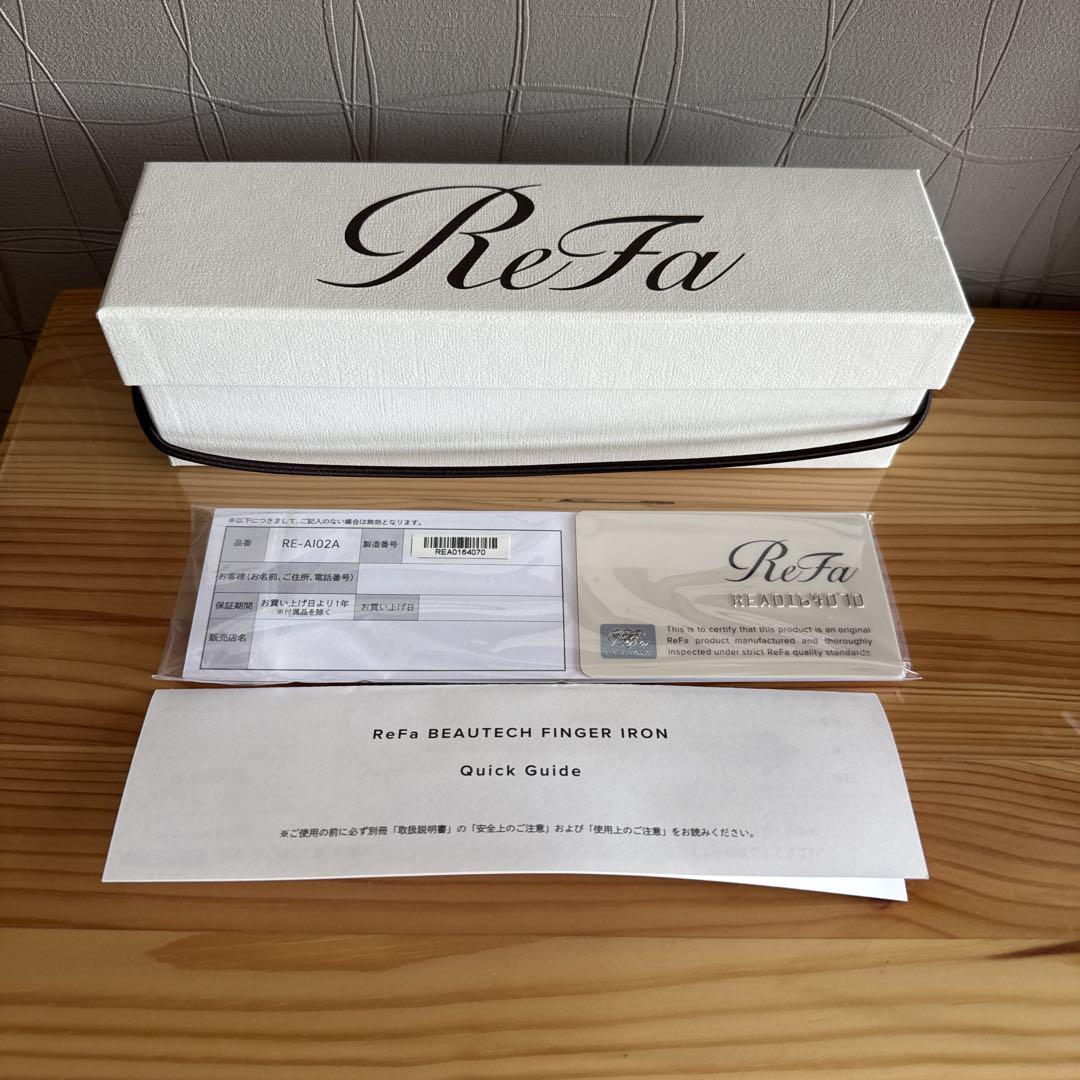 ReFa
※以下につきまして、ご記入のない場合は無効となります。
品番 RE-AI02A 製造番号 REA0164070
お客様(お名前、ご住所、電話番号)
保証期間 お買い上げ日より1年 お買い上げ日
※付属品を除く
販売店名
ReFa
REA0164070
This is to certify that this product is an original
ReFa product manufactured and thoroughly
inspected under strict ReFa quality standards.
ReFa BEAUTECH FINGER IRON
Quick Guide
※ご使用の前に必ず別冊「取扱説明書」の「安全上のご注意」および「使用上のご注意」をお読みください。